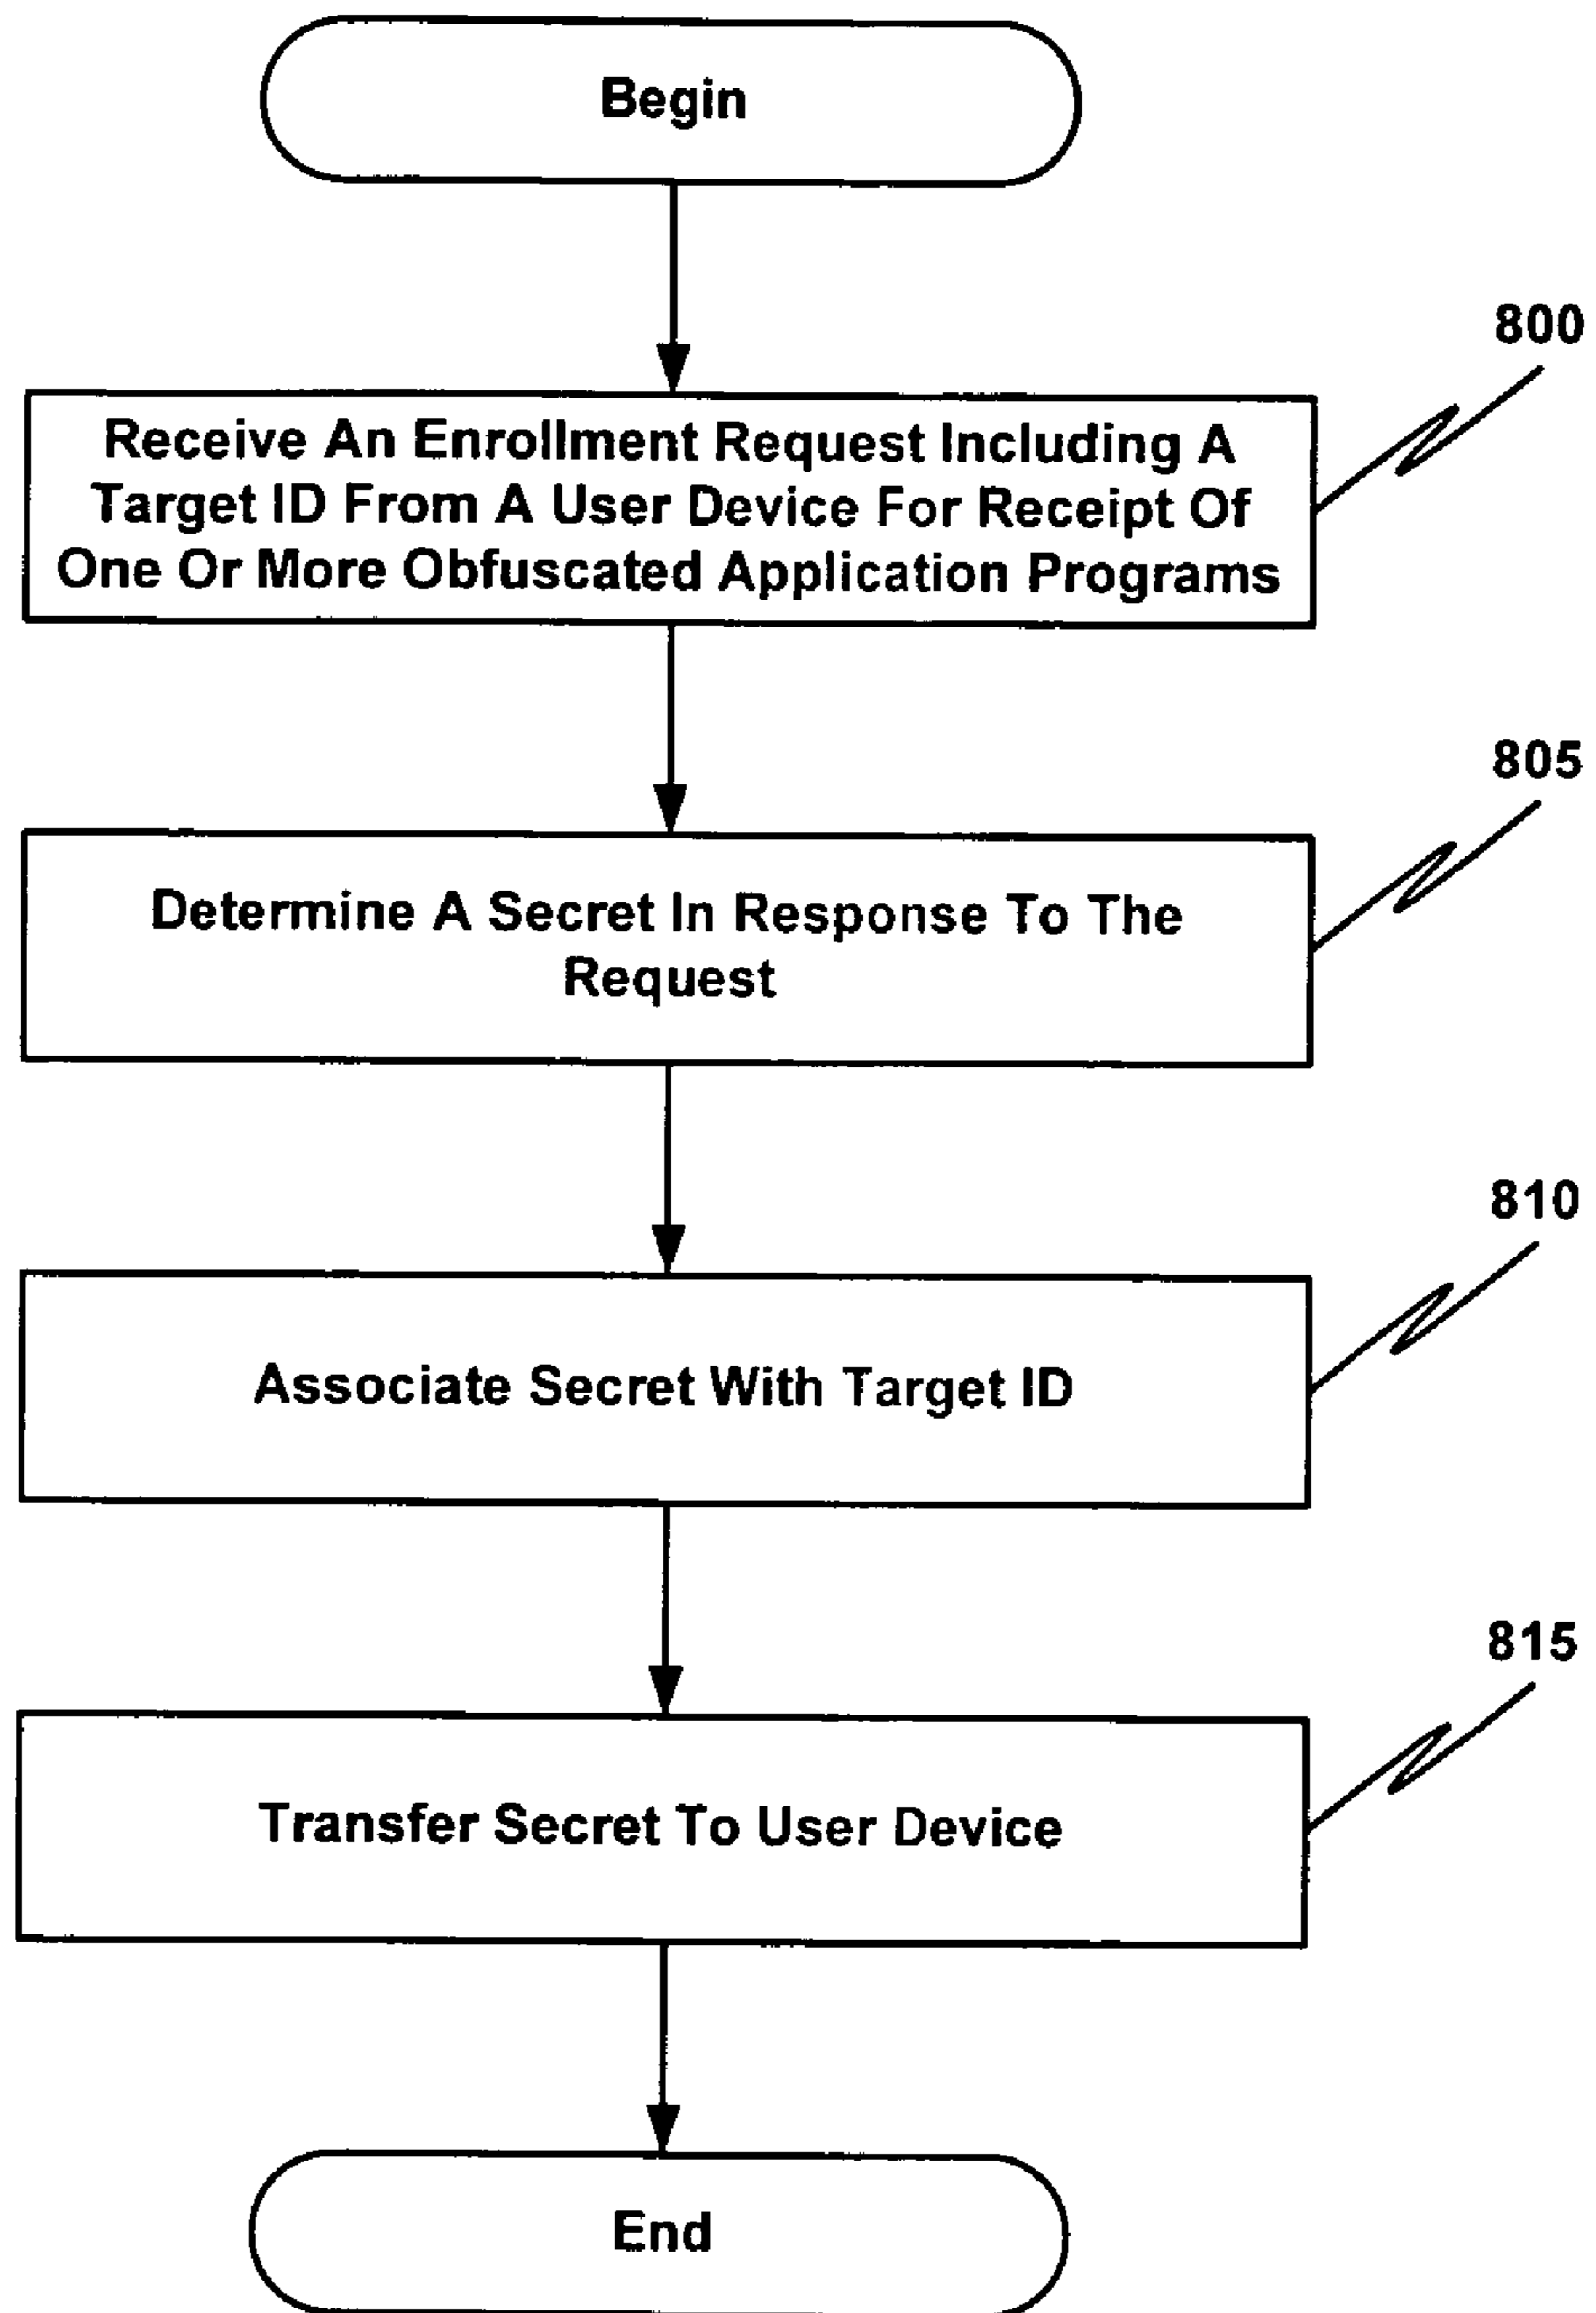 Begin
800
Receive An Enrollment Request Including A
Target ID From A User Device For Receipt Of
One Or More Obfuscated Application Programs
805
Determine A Secret In Response To The
Request
810
Associate Secret With Target ID
815
Transfer Secret To User Device
End